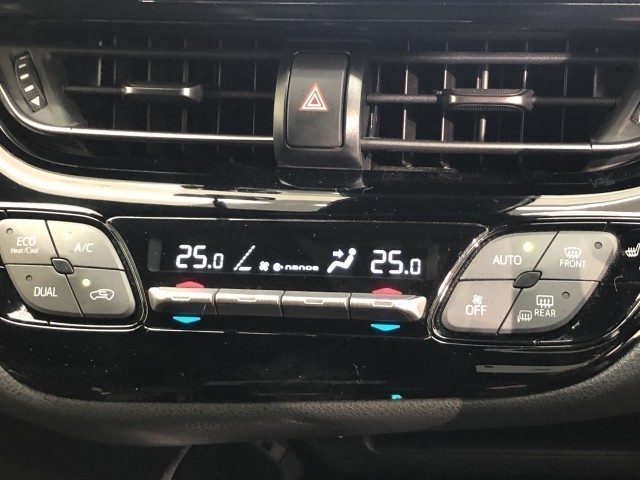 25.0
nanoe
25.0
ECO
Heat/Cool
A/C
DUAL
AUTO
FRONT
OFF
REAR